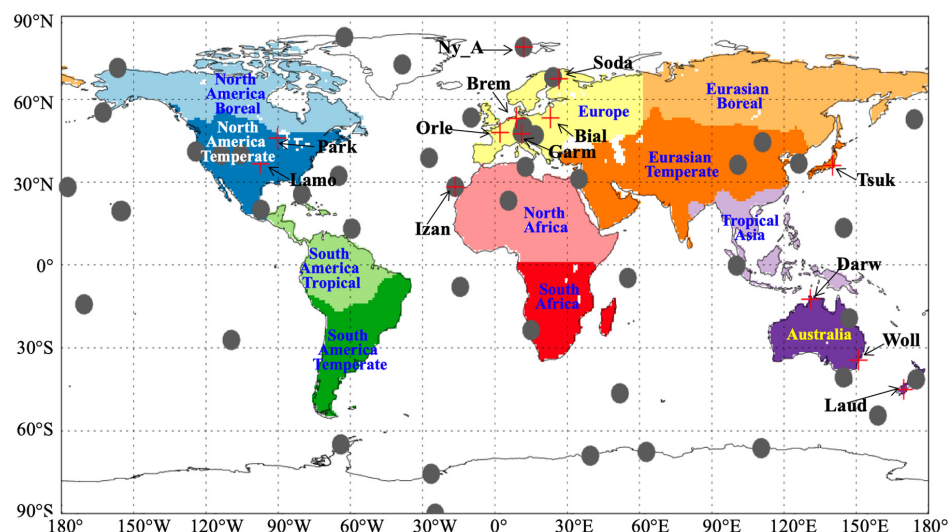 90°N
Ny_A
Soda
North
America
Boreal
Brem
Eurasian
Boreal
60°N
Europe
North
America
Temperate
Orle
Bial
Park
Garm
Eurasian
Temperate
30°N
Lamo
Tsuk
Izan
North
Africa
Tropical
Asia
0°
South
America
Tropical
Darw
South
Africa
30°S
South
America
Temperate
Australia
Woll
Laud
60°S
90°S
180° 150°W 120°W 90°W 60°W 30°W 0° 30°E 60°E 90°E 120°E 150°E 180°